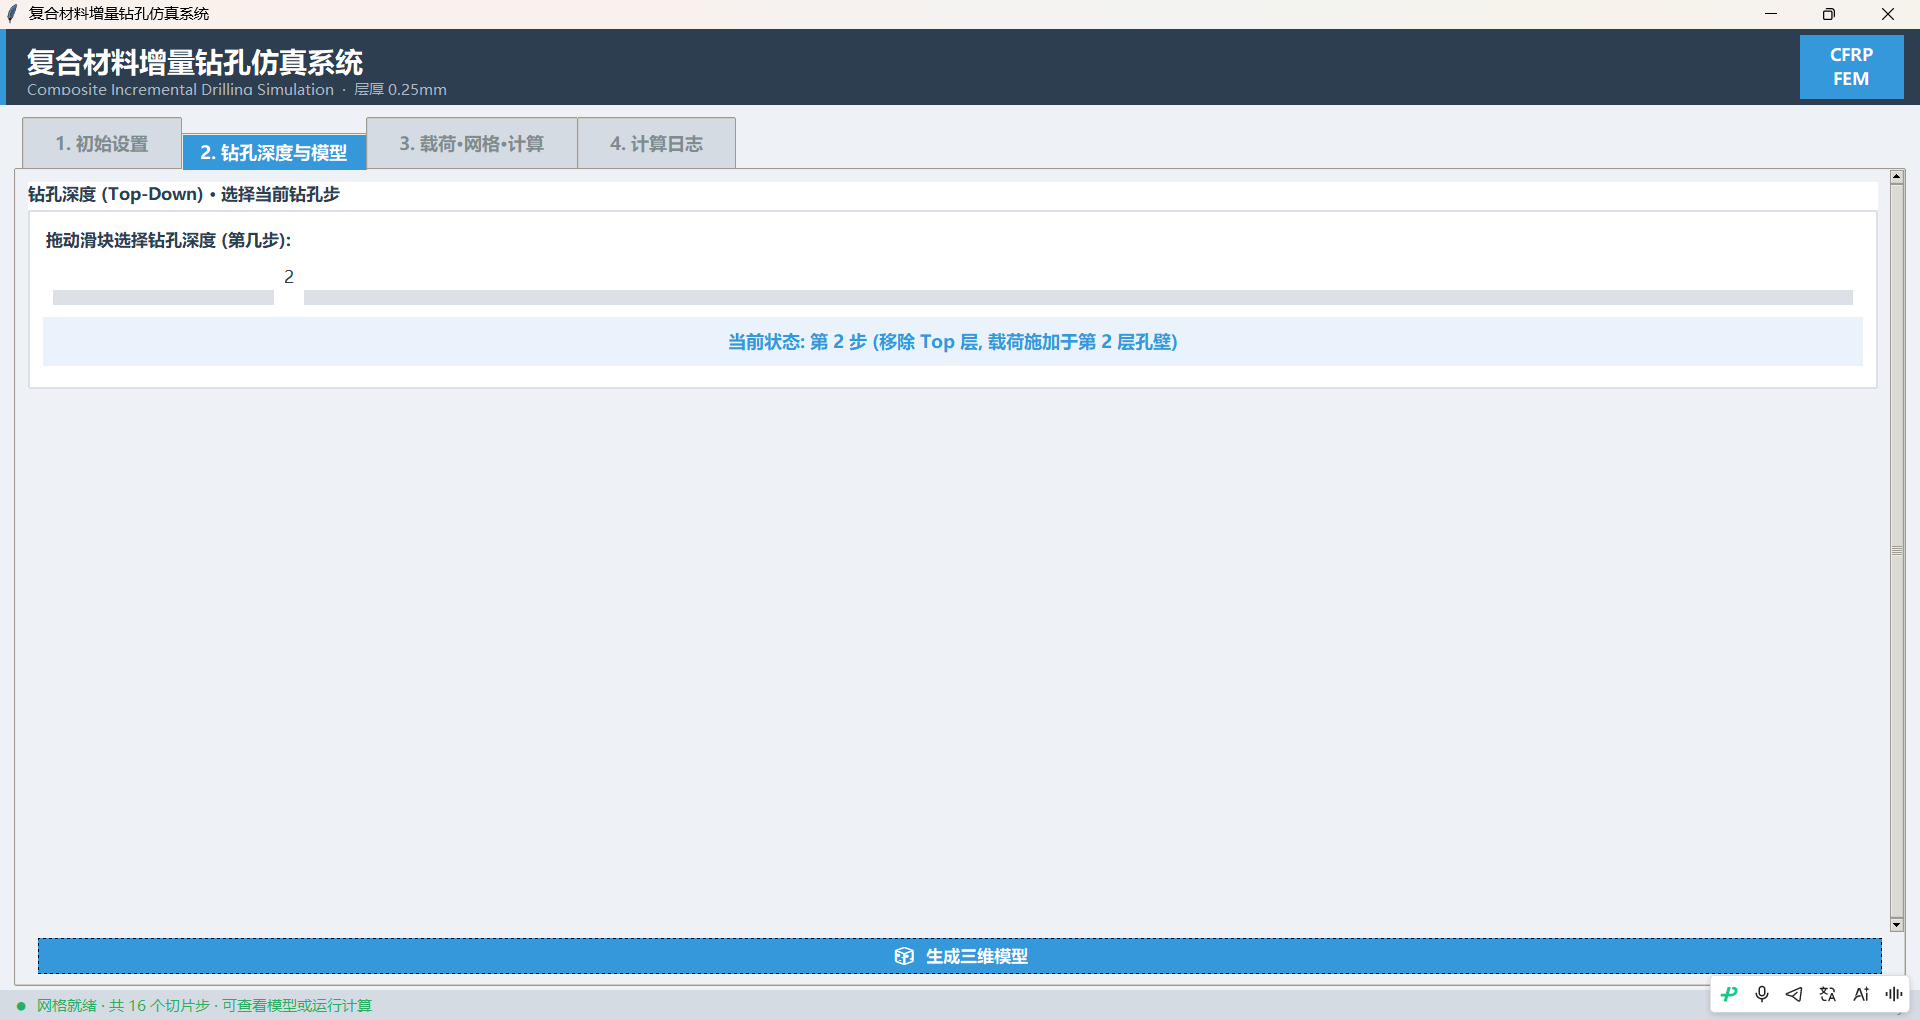 复合材料增量钻孔仿真系统
复合材料增量钻孔仿真系统
Composite Incremental Drilling Simulation · 层厚 0.25mm
CFRP
FEM
1. 初始设置
2. 钻孔深度与模型
3. 载荷•网格•计算
4. 计算日志
钻孔深度 (Top-Down) • 选择当前钻孔步
拖动滑块选择钻孔深度 (第几步):
2
当前状态: 第 2 步 (移除 Top 层, 载荷施加于第 2 层孔壁)
生成三维模型
网格就绪 · 共 16 个切片步 · 可查看模型或运行计算